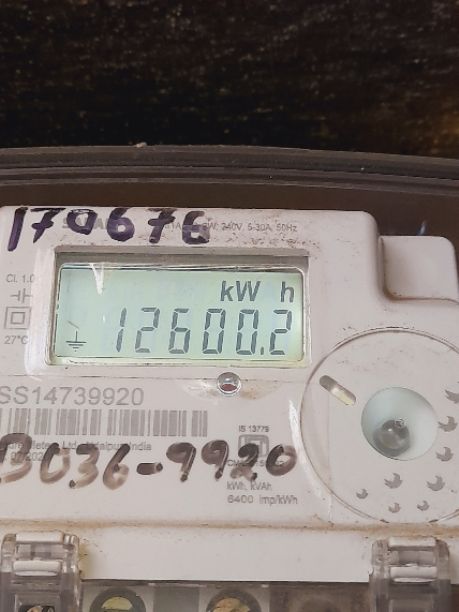 170676
240V, 5-30A, 50Hz
Cl. 1.0
27°C
kW h
12600.2
SS14739920
IS 13779
3036-9920
kWh, kVAh
6400 Imp/kWh